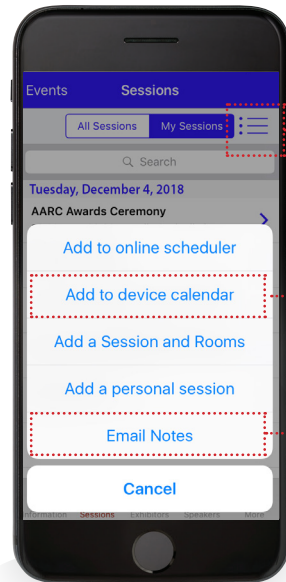 Events Sessions
All Sessions My Sessions
Search
Tuesday, December 4, 2018
AARC Awards Ceremony
Add to online scheduler
Add to device calendar
Add a Session and Rooms
Add a personal session
Email Notes
Cancel
Information Sessions Exhibitors Speakers More